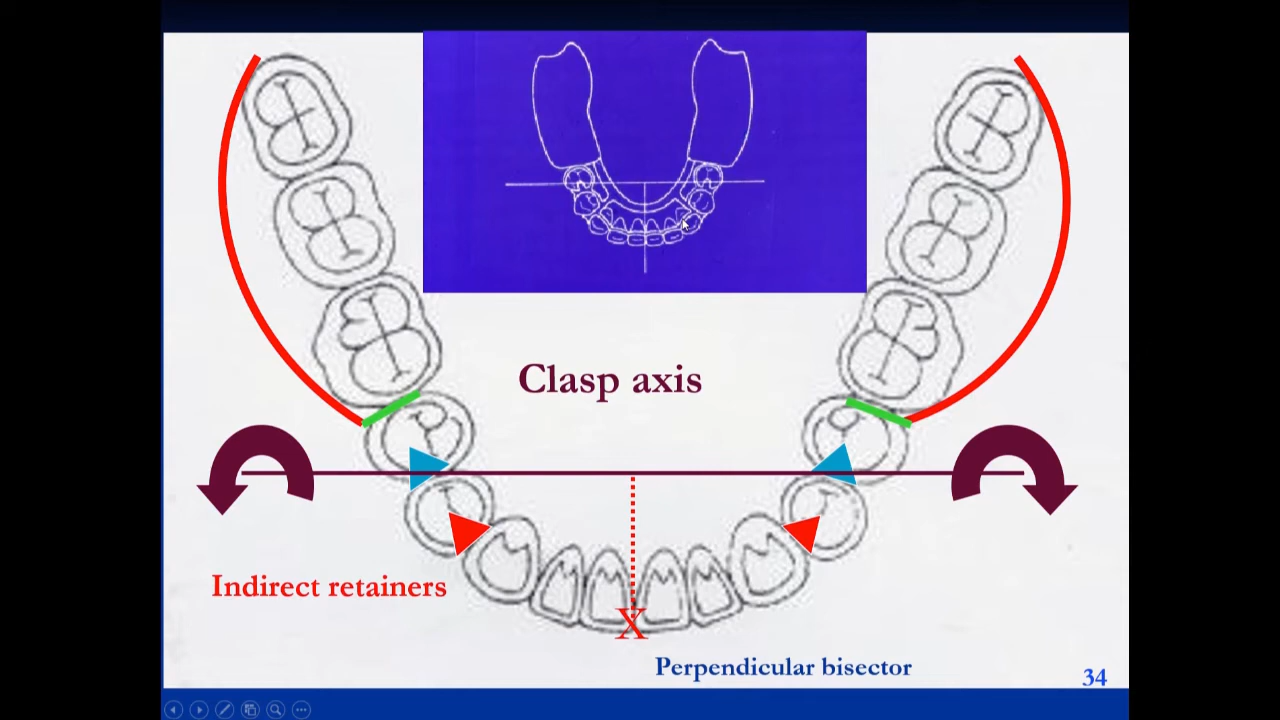 Clasp axis
Indirect retainers
X
Perpendicular bisector
34